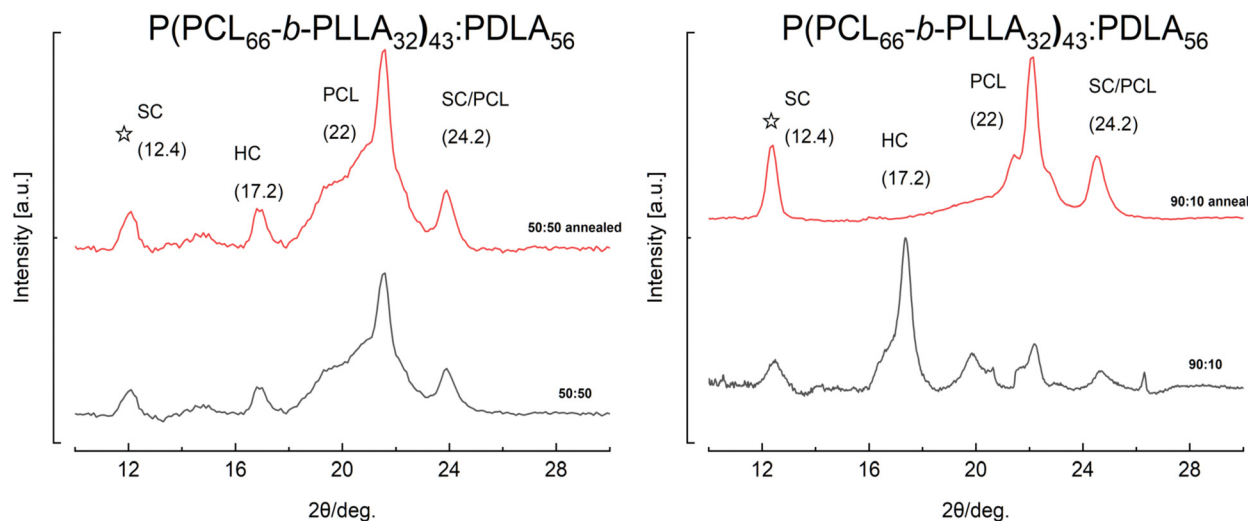 P(PCL66-b-PLLA32)43:PDLA56
SC
☆ (12.4)
HC
(17.2)
PCL
(22)
SC/PCL
(24.2)
50:50 annealed
50:50
Intensity [a.u.]
12 16 20 24 28
2θ/deg.
P(PCL66-b-PLLA32)43:PDLA56
SC
☆ (12.4)
HC
(17.2)
PCL
(22)
SC/PCL
(24.2)
90:10 anneal
90:10
Intensity [a.u.]
12 16 20 24 28
2θ/deg.